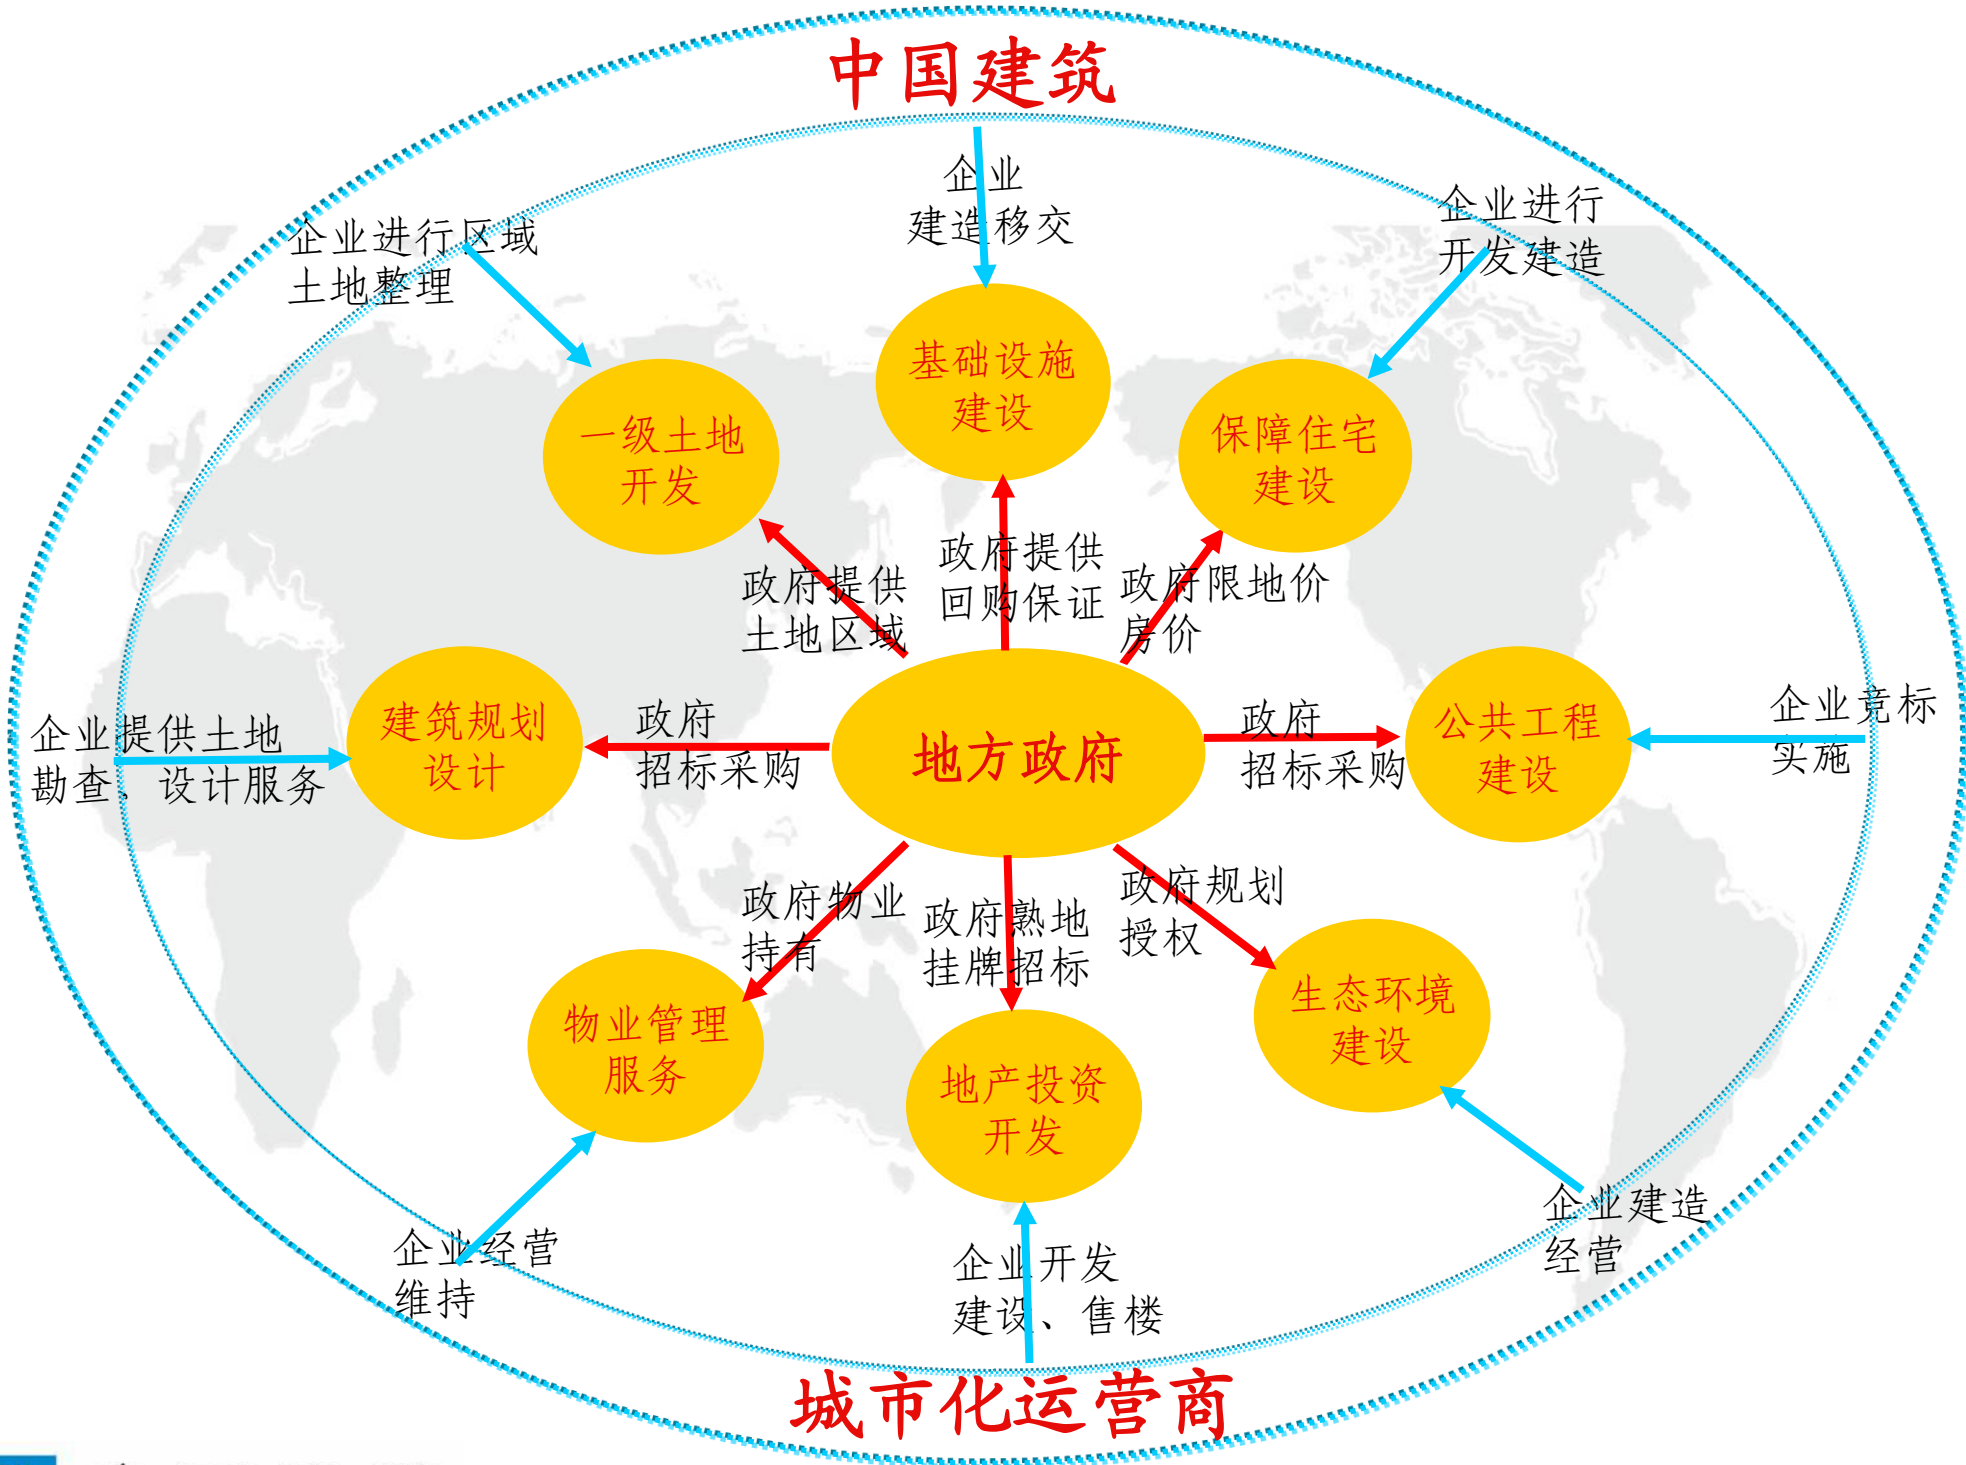 中国建筑
企业
建造移交
企业进行区域
土地整理
企业进行
开发建造
基础设施
建设
一级土地
开发
保障住宅
建设
政府提供
土地区域
政府提供
回购保证
政府限地价
房价
企业提供土地
勘查、设计服务
建筑规划
设计
政府
招标采购
地方政府
政府
招标采购
公共工程
建设
企业竞标
实施
政府物业
持有
政府熟地
挂牌招标
政府规划
授权
物业管理
服务
地产投资
开发
生态环境
建设
企业经营
维持
企业开发
建设、售楼
企业建造
经营
城市化运营商